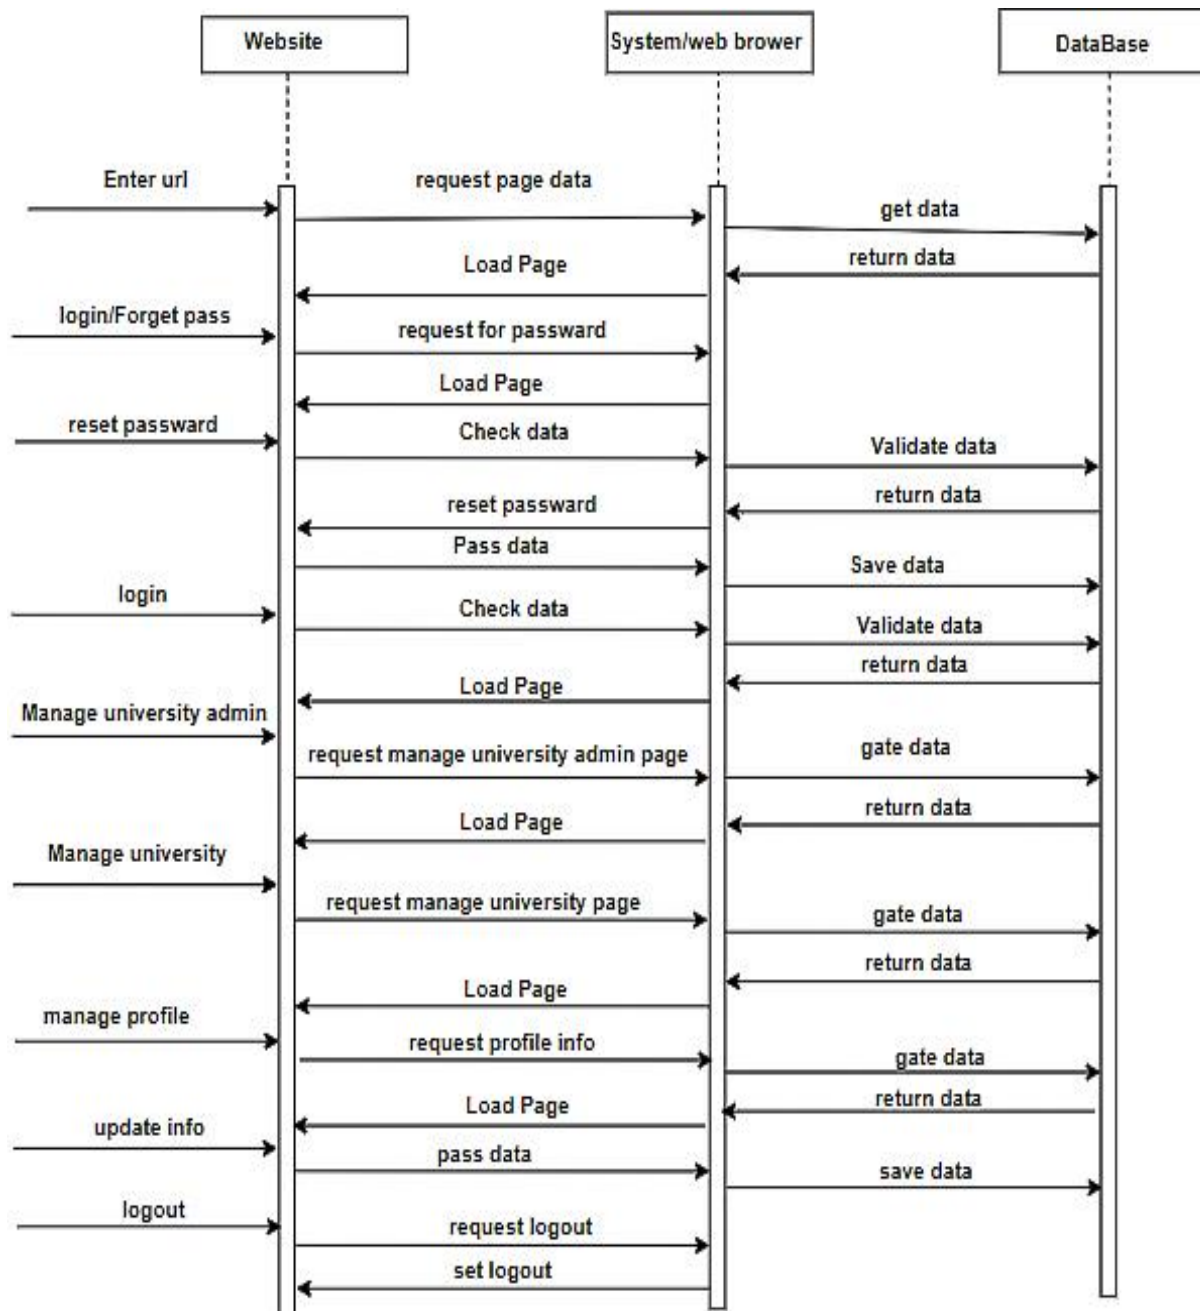 Website
System/web brower
DataBase
Enter url
request page data
get data
return data
Load Page
login/Forget pass
request for passward
Load Page
reset passward
Check data
Validate data
return data
reset passward
Pass data
Save data
login
Check data
Validate data
return data
Load Page
Manage university admin
request manage university admin page
gate data
return data
Load Page
Manage university
request manage university page
gate data
return data
Load Page
manage profile
request profile info
gate data
return data
Load Page
update info
pass data
save data
logout
request logout
set logout